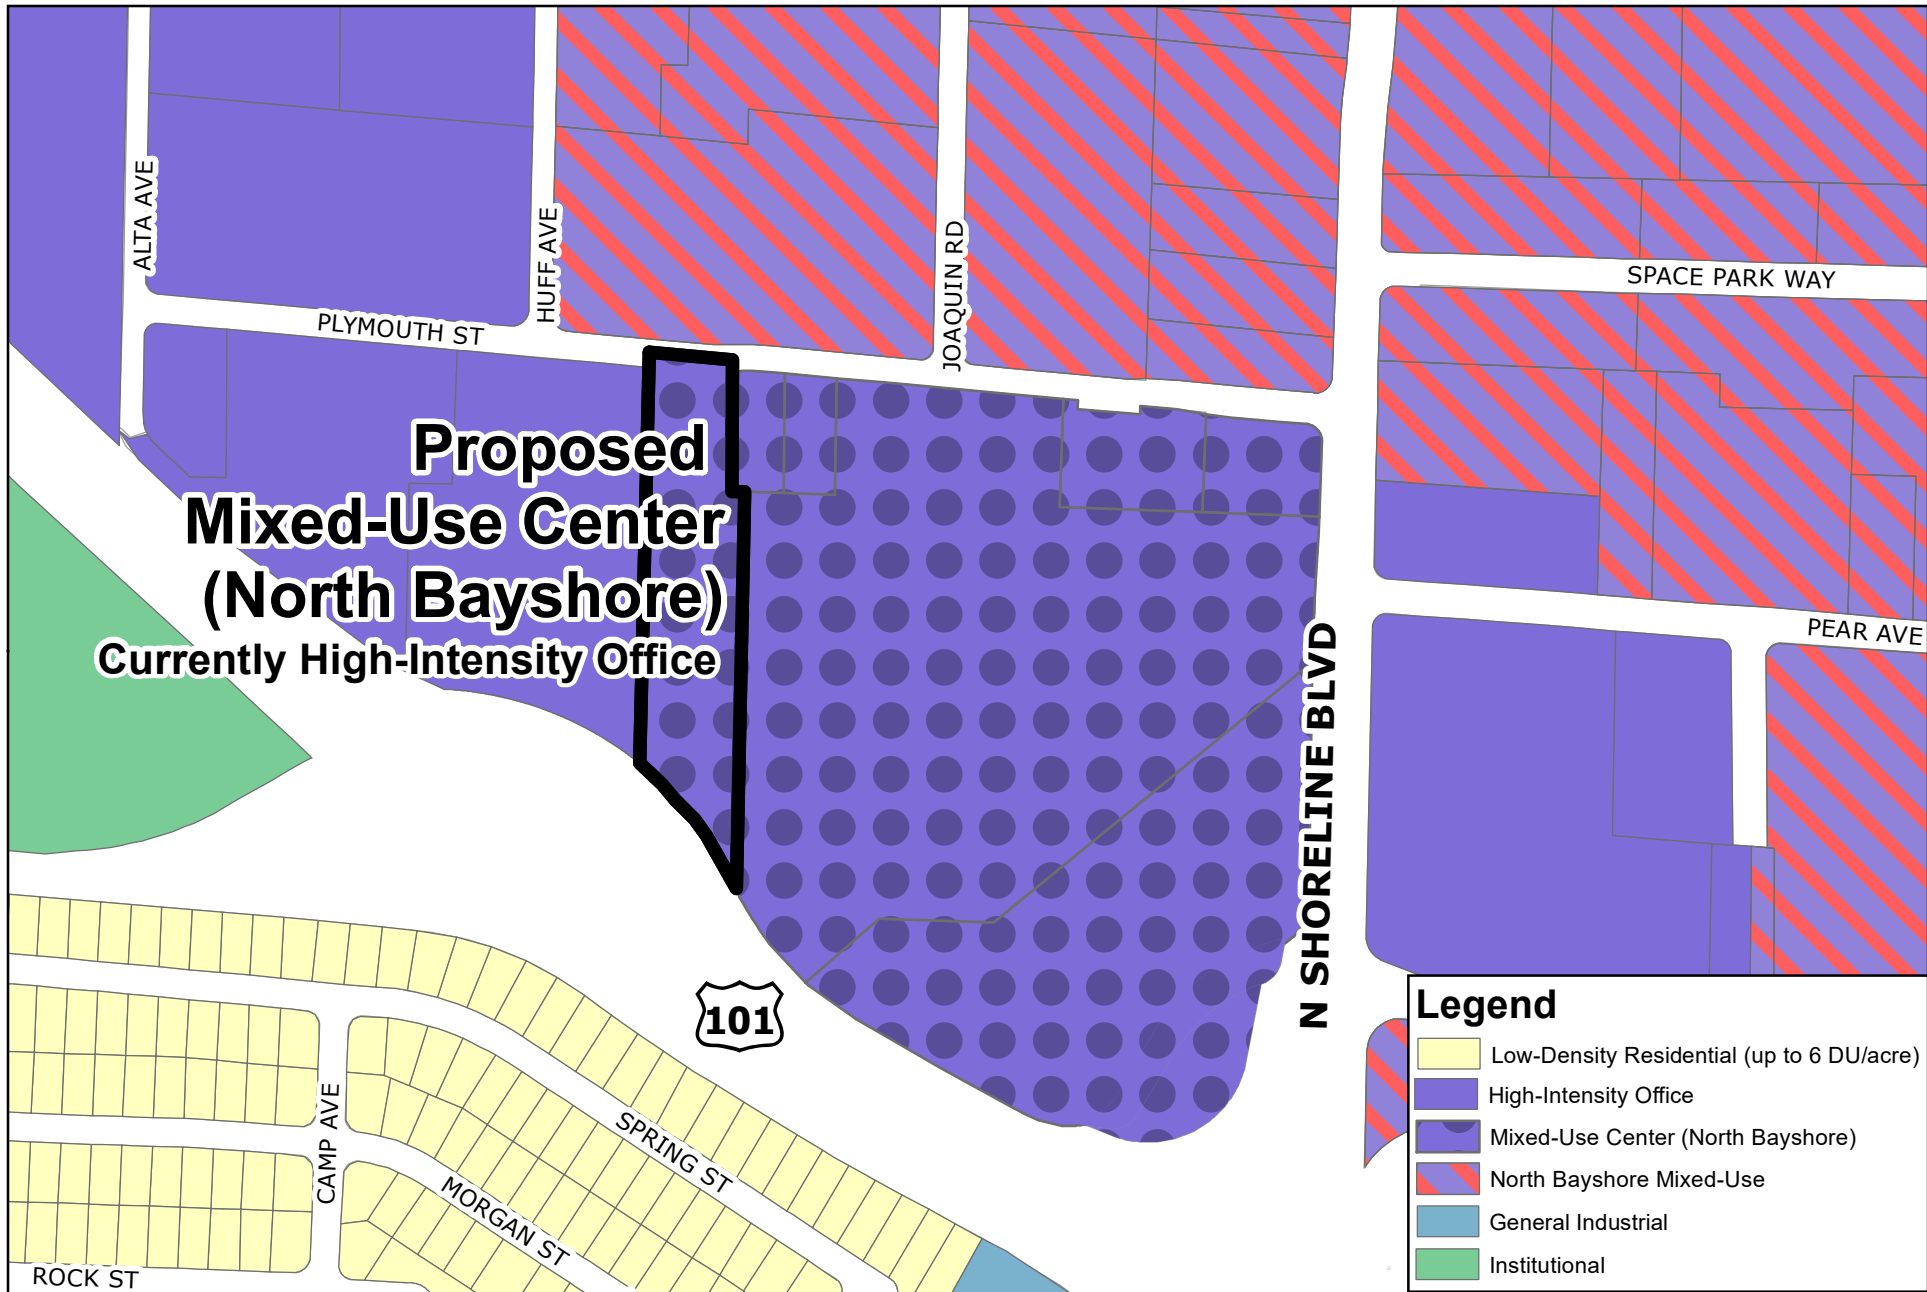 ALTA AVE
HUFF AVE
JOAQUIN RD
SPACE PARK WAY
PLYMOUTH ST
Proposed
Mixed-Use Center
(North Bayshore)
Currently High-Intensity Office
PEAR AVE
N SHORELINE BLVD
101
CAMP AVE
SPRING ST
MORGAN ST
ROCK ST
Legend
Low-Density Residential (up to 6 DU/acre)
High-Intensity Office
Mixed-Use Center (North Bayshore)
North Bayshore Mixed-Use
General Industrial
Institutional